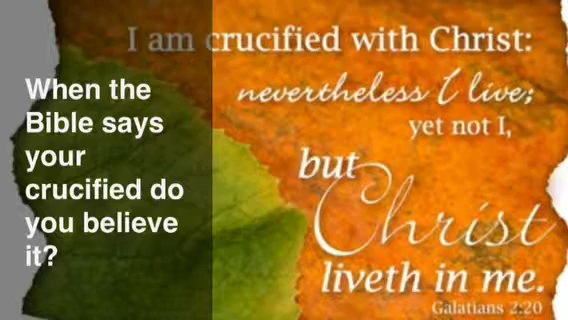 I am crucified with Christ:
nevertheless I live;
yet not I,
but
Christ
liveth in me.
Galatians 2:20
When the
Bible says
your
crucified do
you believe
it?